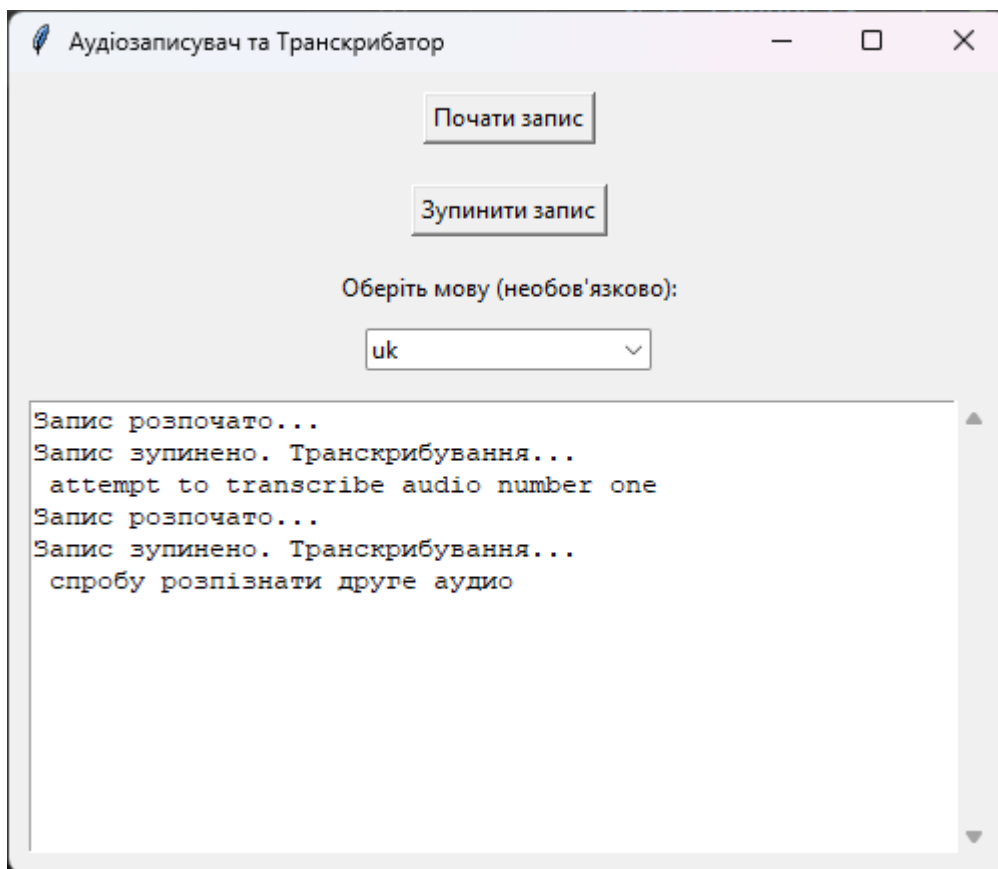 Аудіозаписувач та Транскрибатор
Почати запис
Зупинити запис
Оберіть мову (необов'язково):
uk
Запис розпочато...
Запис зупинено. Транскрибування...
attempt to transcribe audio number one
Запис розпочато...
Запис зупинено. Транскрибування...
спробу розпізнати друге аудио